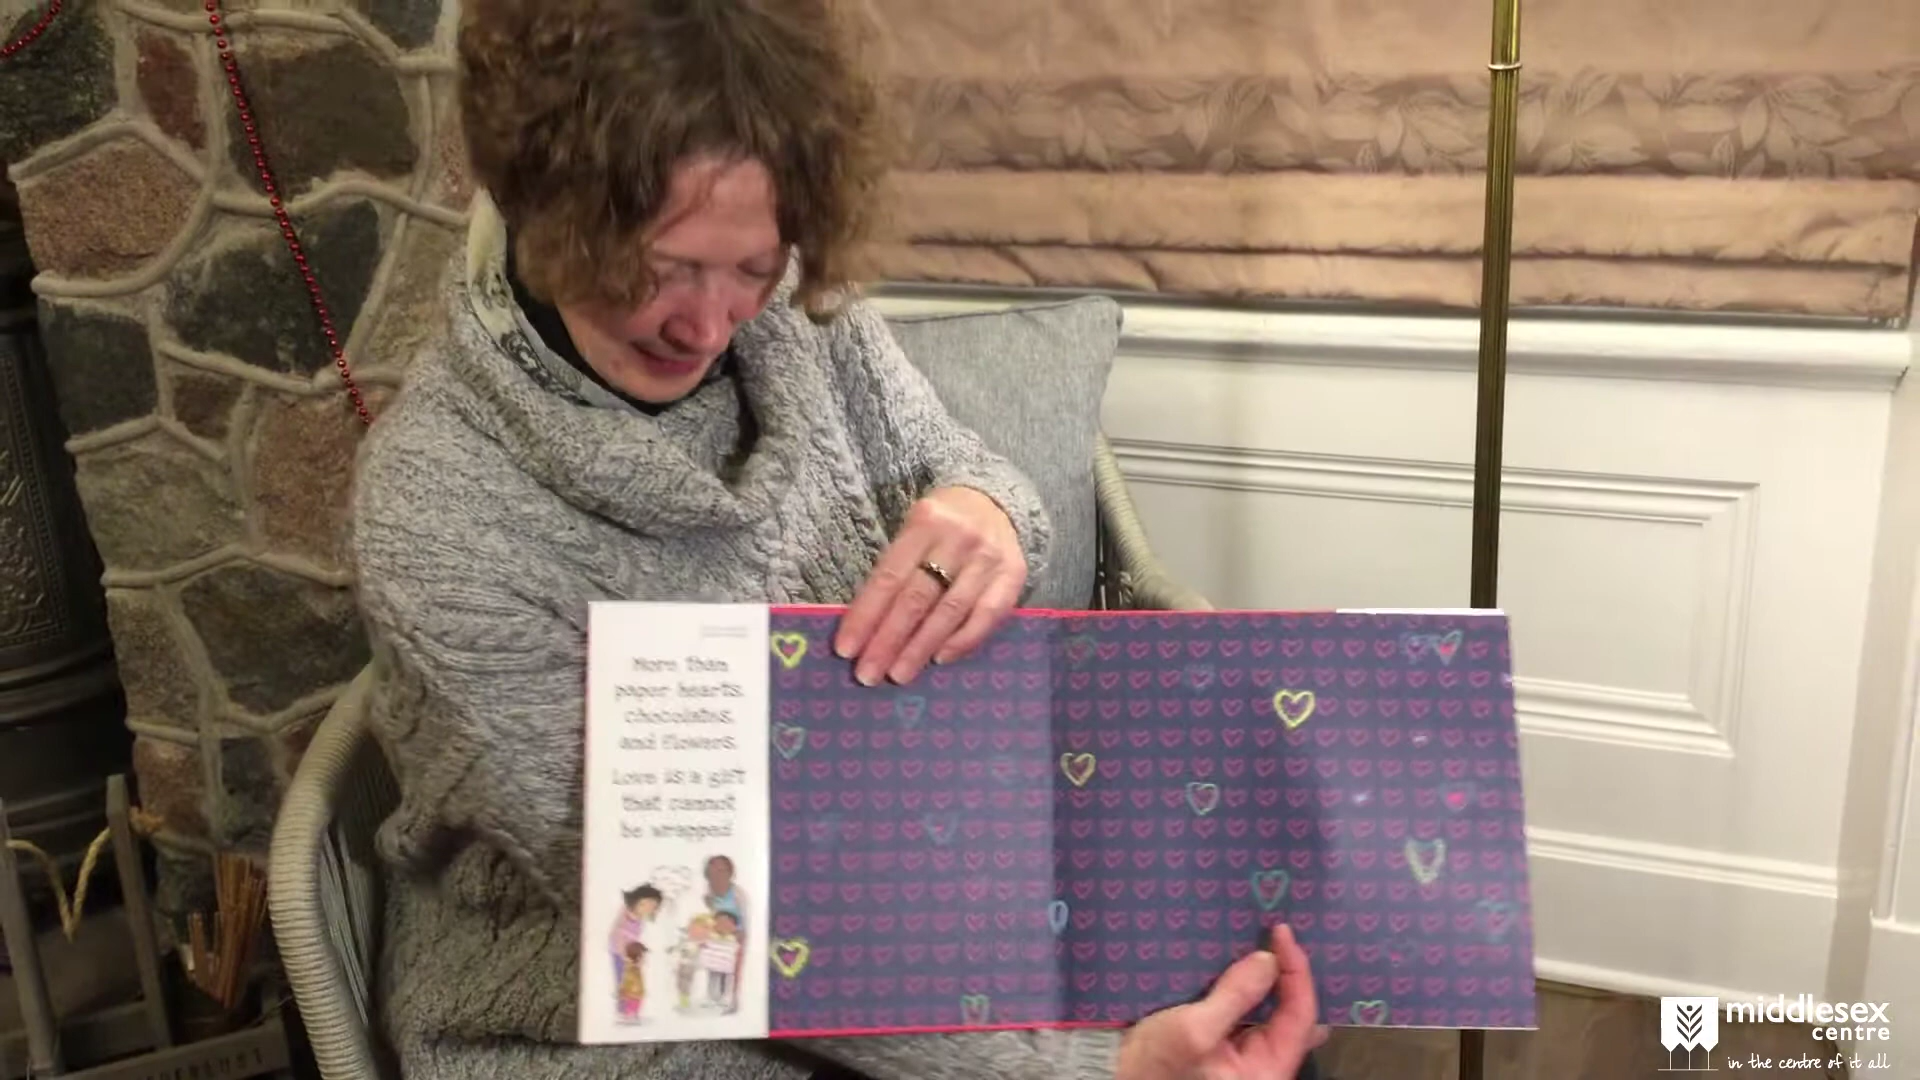 More than
paper hearts,
chocolates,
and flowers.
Love is a gift
that cannot
be wrapped
middlesex
centre
in the centre of it all